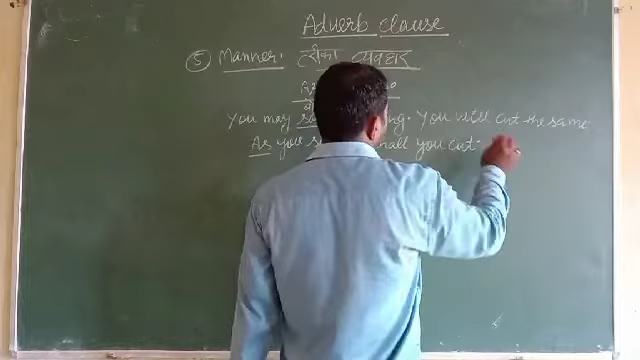 Adverb clause
⑤ Manner: तरीका व्यवहार
You may ng. You will cut the same
As you s hall you cut.